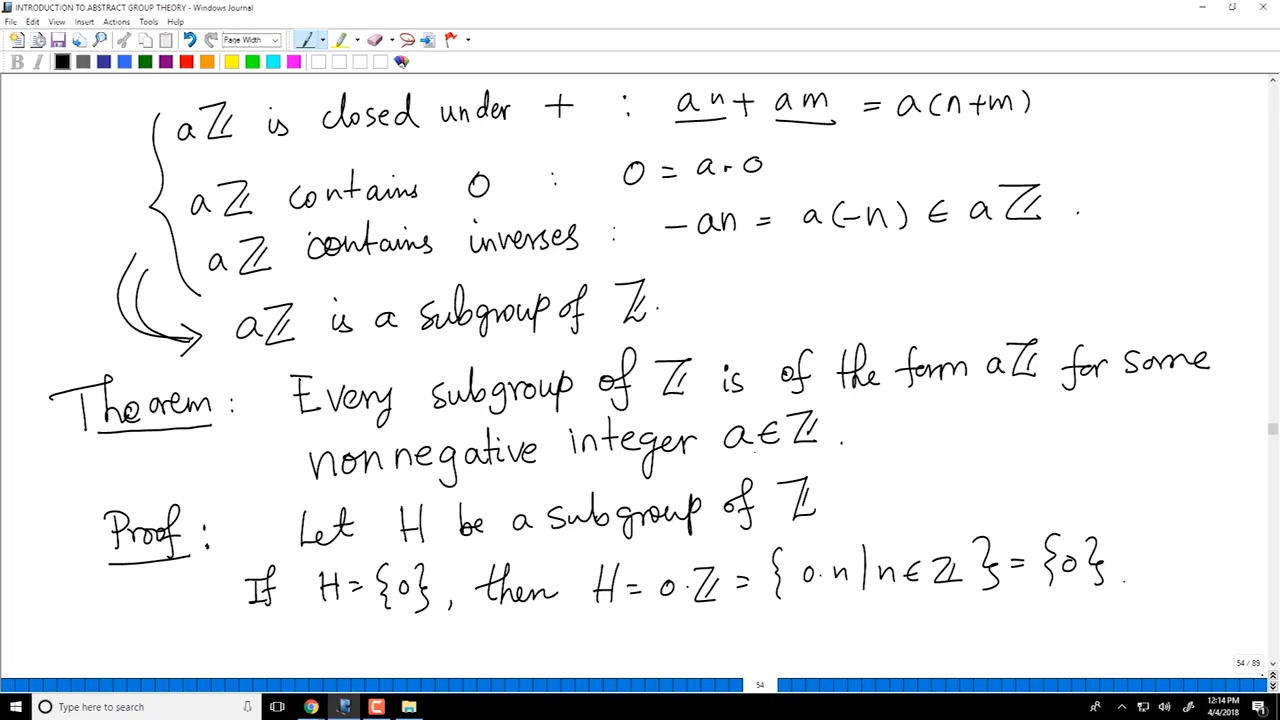 INTRODUCTION TO ABSTRACT GROUP THEORY - Windows Journal
File Edit View Insert Actions Tools Help
Page Width
B I
aℤ is closed under + : an + am = a(n+m)
aℤ contains 0 : 0 = a·0
aℤ contains inverses : -an = a(-n) ∈ aℤ .
aℤ is a subgroup of ℤ.
Theorem: Every subgroup of ℤ is of the form aℤ for some
nonnegative integer a∈ℤ.
Proof: Let H be a subgroup of ℤ
If H = {0}, then H = 0·ℤ = {0·n | n∈ℤ} = {0}.
54 / 89
54
Type here to search
12:14 PM
4/4/2018